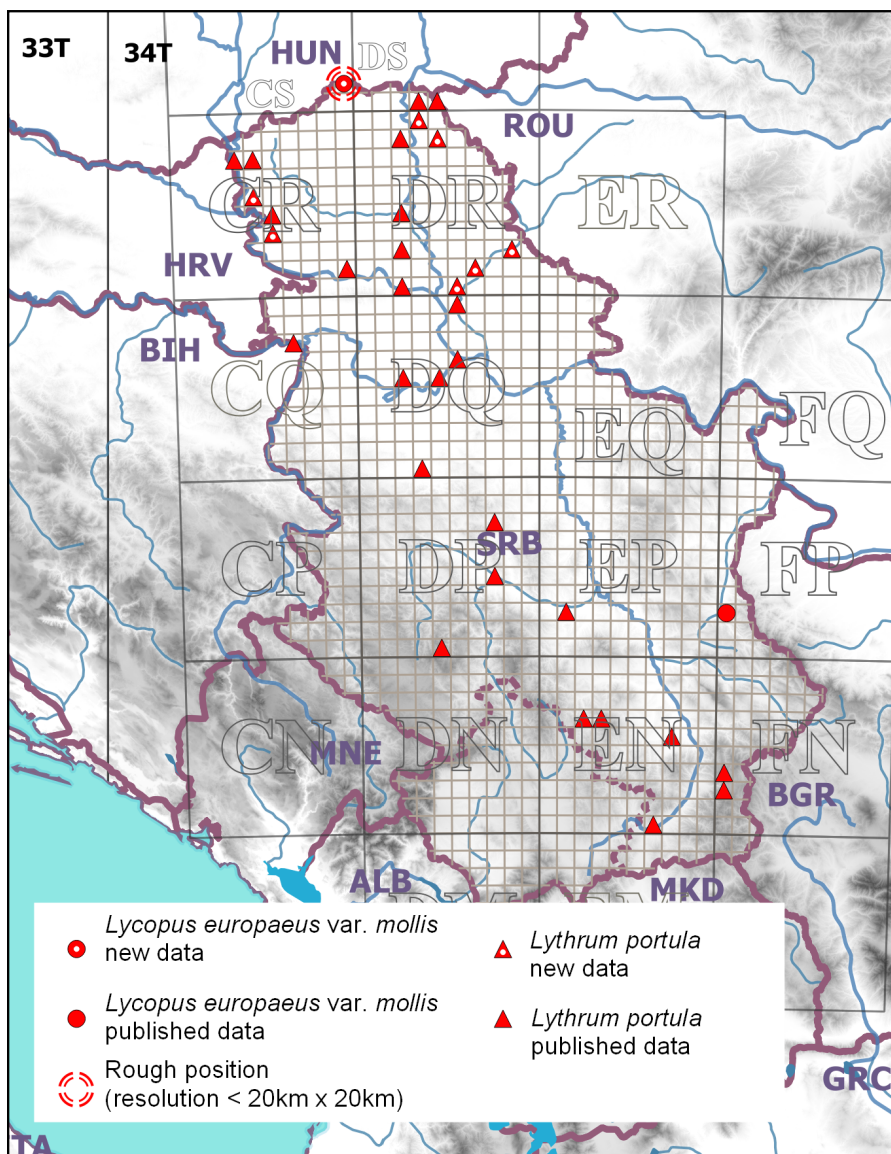 33T
34T
HUN
DS
CS
ROU
CR
DR
ER
HRV
BIH
CQ
DQ
EQ
FQ
SRB
CP
DP
EP
FP
CN
MNE
DN
EN
FN
BGR
ALB
MKD
Lycopus europaeus var. mollis
new data
Lythrum portula
new data
Lycopus europaeus var. mollis
published data
Lythrum portula
published data
Rough position
(resolution < 20km x 20km)
GRC
TA